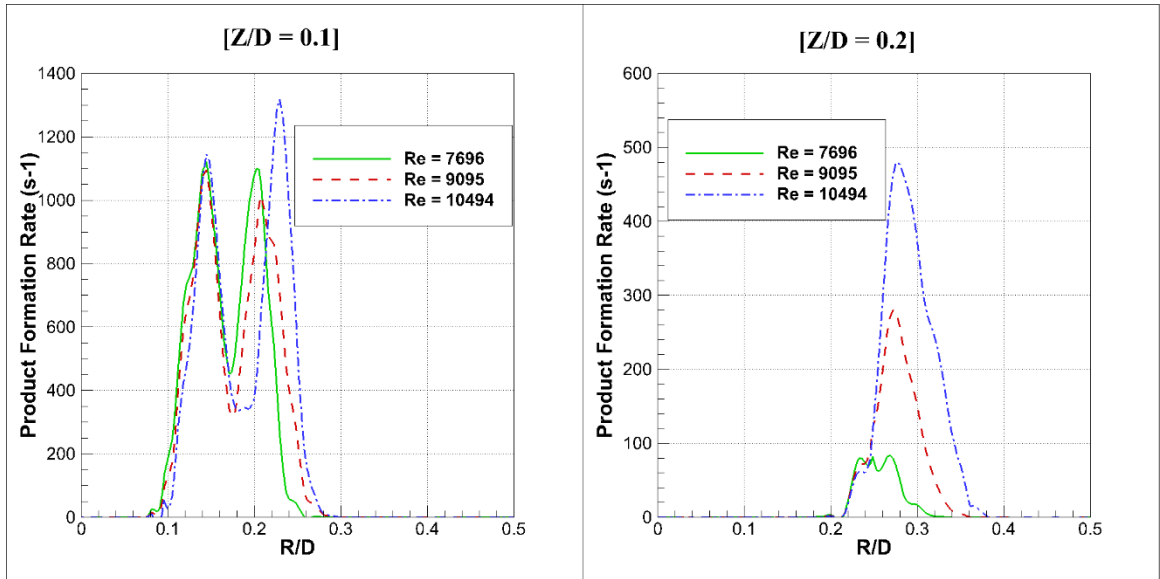 [Z/D = 0.1]
Product Formation Rate (s-1)
1400
1200
1000
800
600
400
200
0
Re = 7696
Re = 9095
Re = 10494
0 0.1 0.2 0.3 0.4 0.5
R/D
[Z/D = 0.2]
Product Formation Rate (s-1)
600
500
400
300
200
100
0
Re = 7696
Re = 9095
Re = 10494
0 0.1 0.2 0.3 0.4 0.5
R/D